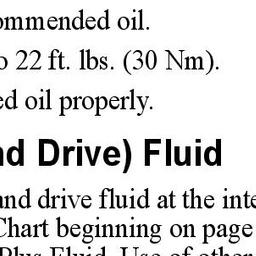 ommended oil.
o 22 ft. lbs. (30 Nm).
ed oil properly.
nd Drive) Fluid
and drive fluid at the inte
Chart beginning on page
Plus Fluid. Use of other